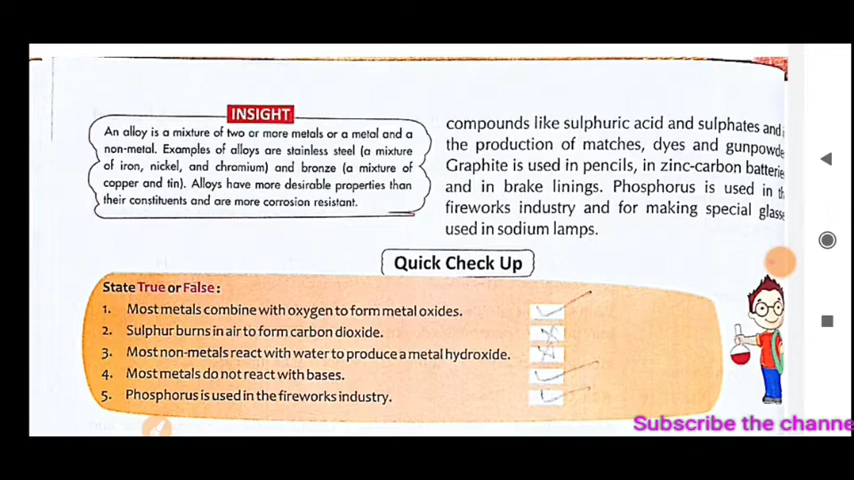 INSIGHT
An alloy is a mixture of two or more metals or a metal and a
non-metal. Examples of alloys are stainless steel (a mixture
of iron, nickel, and chromium) and bronze (a mixture of
copper and tin). Alloys have more desirable properties than
their constituents and are more corrosion resistant.
compounds like sulphuric acid and sulphates and
the production of matches, dyes and gunpowde
Graphite is used in pencils, in zinc-carbon batterie
and in brake linings. Phosphorus is used in th
fireworks industry and for making special glasse
used in sodium lamps.
Quick Check Up
State True or False :
1. Most metals combine with oxygen to form metal oxides.
2. Sulphur burns in air to form carbon dioxide.
3. Most non-metals react with water to produce a metal hydroxide.
4. Most metals do not react with bases.
5. Phosphorus is used in the fireworks industry.
Subscribe the channe